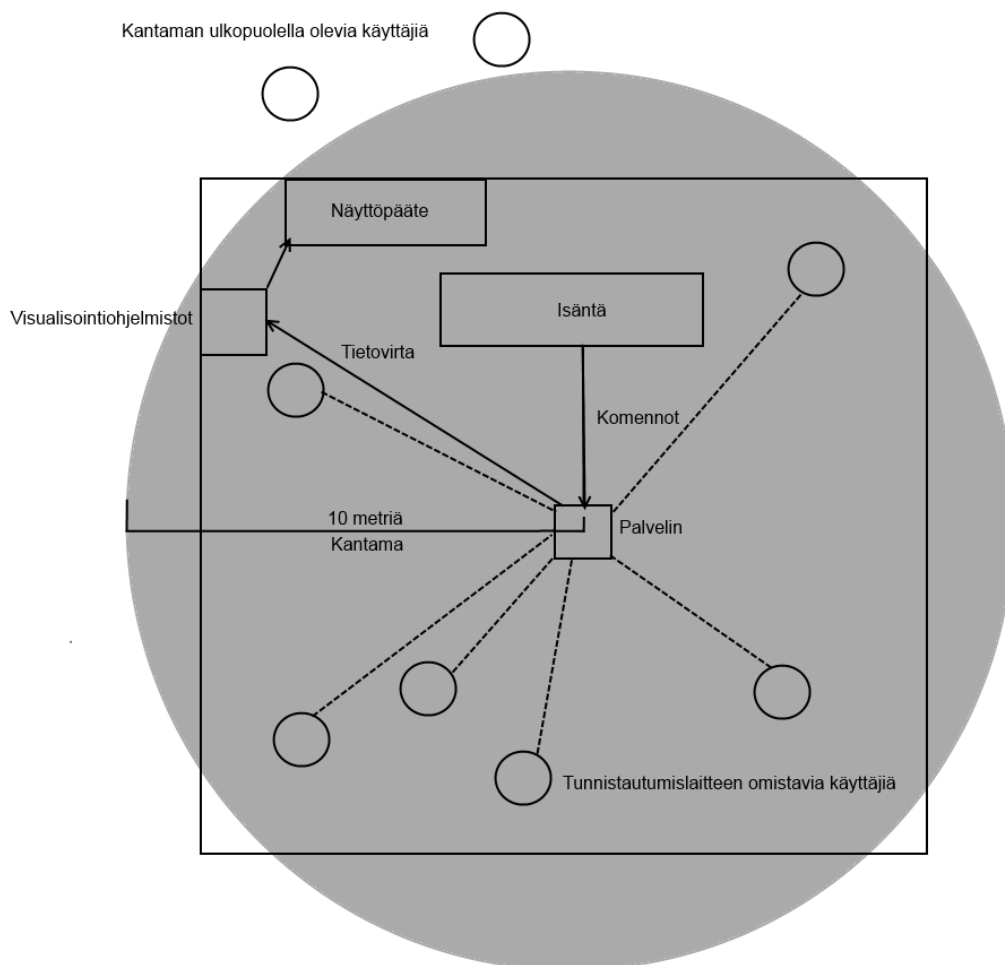 Kantaman ulkopuolella olevia käyttäjiä
Näyttöpääte
Isäntä
Visualisointiohjelmistot
Tietovirta
Komennot
10 metriä
Kantama
Palvelin
Tunnistautumislaitteen omistavia käyttäjiä